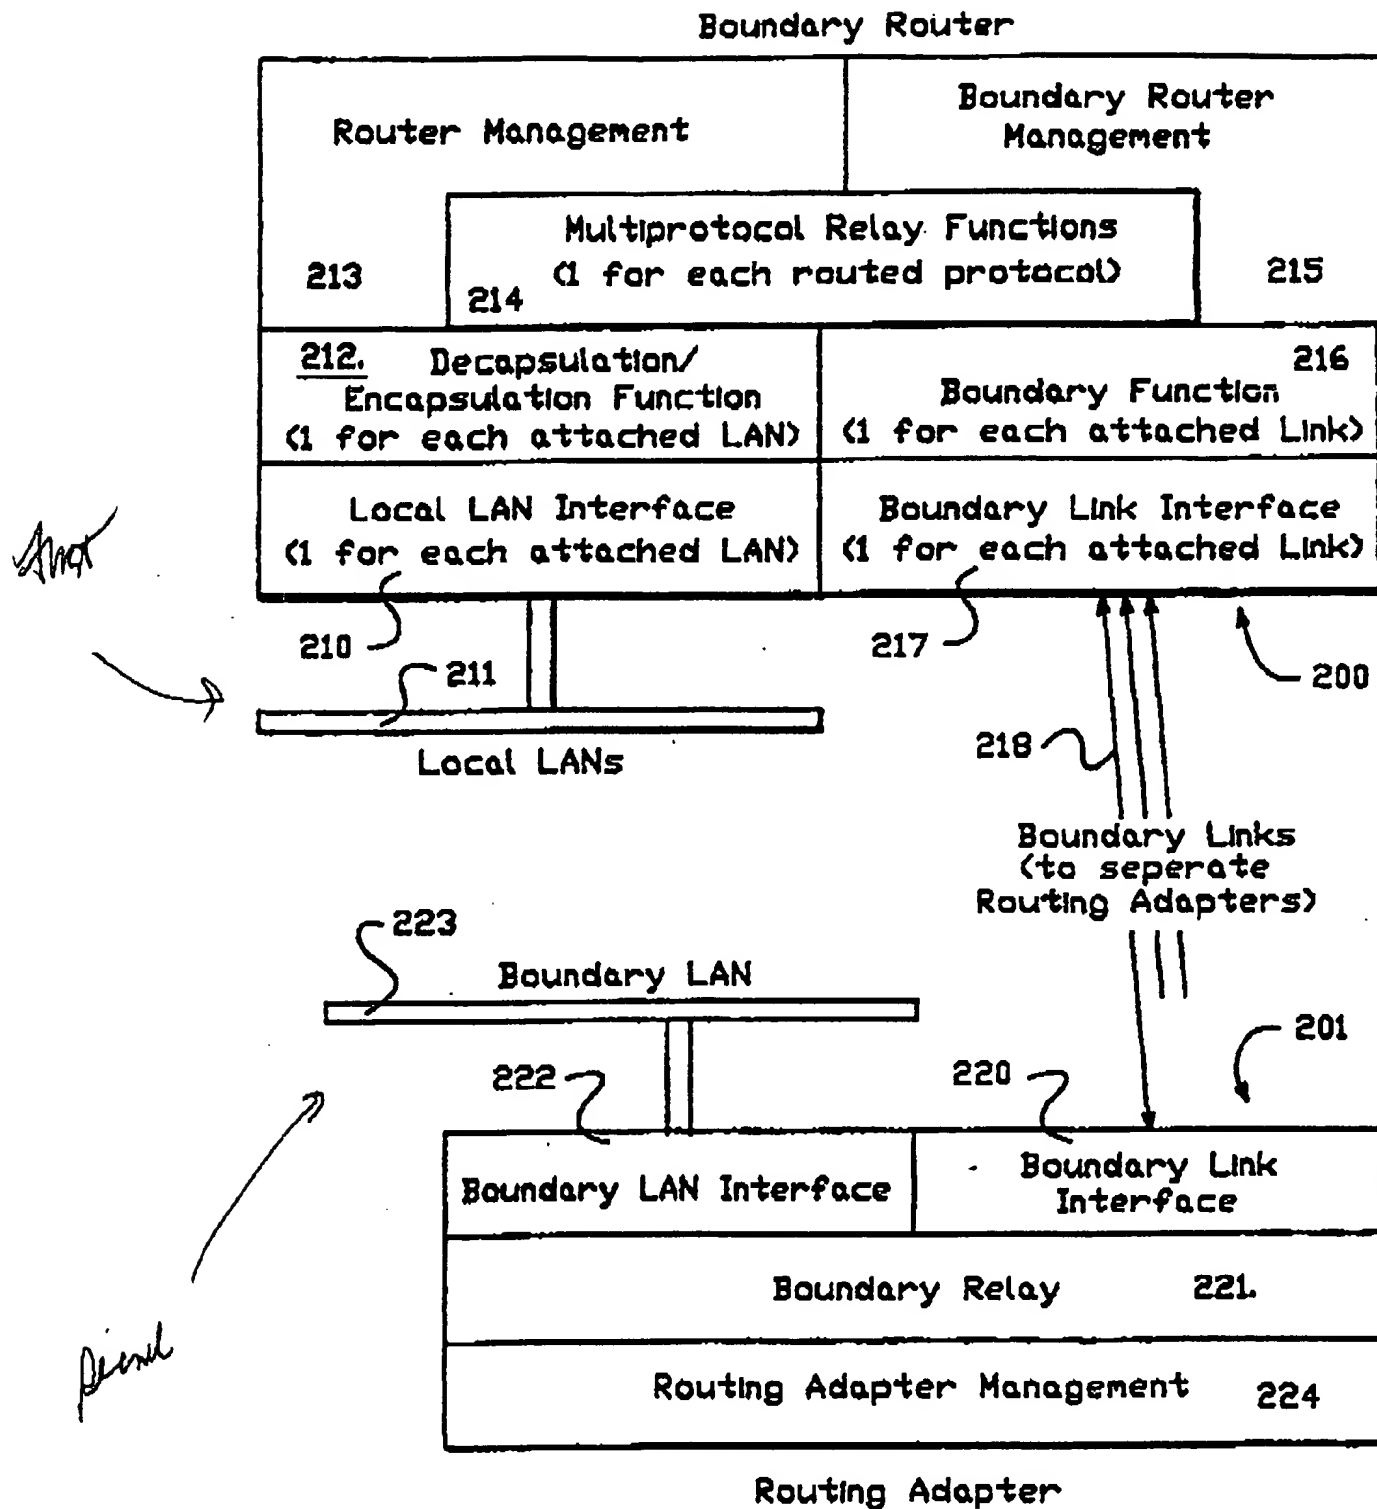 Boundary Router
Router Management
Boundary Router
Management
Multiprotocol Relay Functions
(1 for each routed protocol)
213
214
215
212. Decapsulation/
Encapsulation Function
(1 for each attached LAN)
216
Boundary Function
(1 for each attached Link)
Local LAN Interface
(1 for each attached LAN)
Boundary Link Interface
(1 for each attached Link)
210
211
217
200
Local LANs
218
Boundary Links
(to seperate
Routing Adapters)
223
Boundary LAN
222
220
201
Boundary LAN Interface
Boundary Link
Interface
Boundary Relay 221.
Routing Adapter Management 224
Routing Adapter